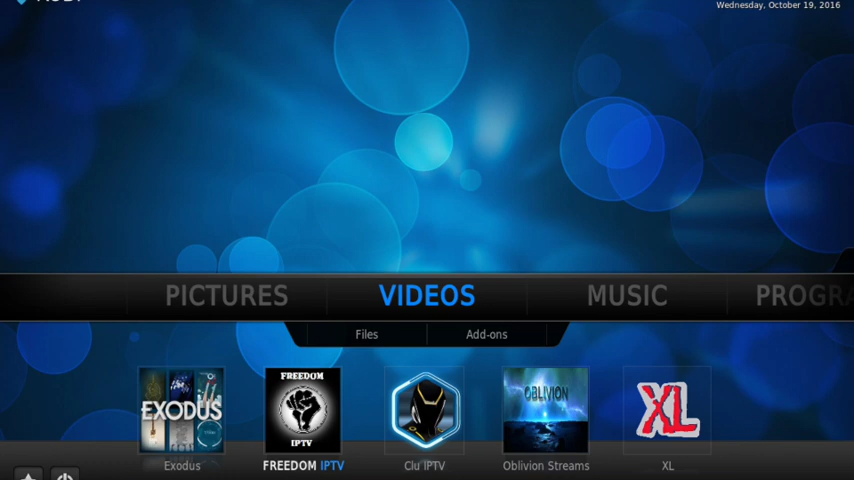 Wednesday, October 19, 2016
PICTURES
VIDEOS
MUSIC
PROGRA
Files
Add-ons
EXODUS
FREEDOM
IPTV
OBLIVION
XL
Exodus
FREEDOM IPTV
Clu IPTV
Oblivion Streams
XL